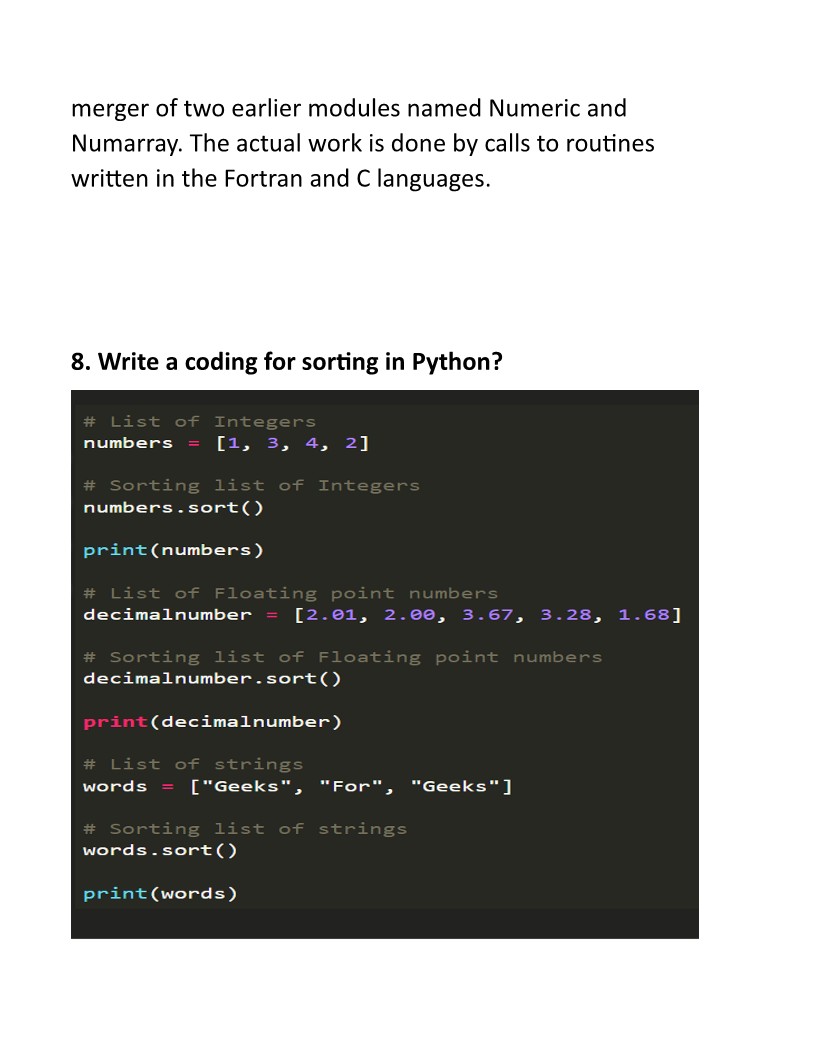 merger of two earlier modules named Numeric and
Numarray. The actual work is done by calls to routines
written in the Fortran and C languages.
8. Write a coding for sorting in Python?
# List of Integers
numbers = [1, 3, 4, 2]
# Sorting list of Integers
numbers.sort()
print(numbers)
# List of Floating point numbers
decimalnumber = [2.01, 2.00, 3.67, 3.28, 1.68]
# Sorting list of Floating point numbers
decimalnumber.sort()
print(decimalnumber)
# List of strings
words = ["Geeks", "For", "Geeks"]
# Sorting list of strings
words.sort()
print(words)